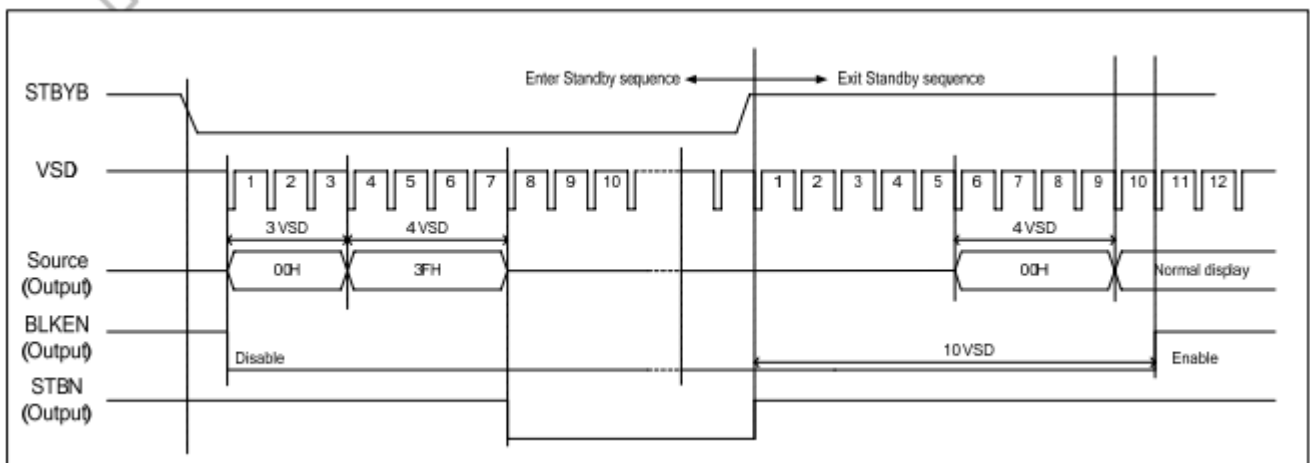 Enter Standby sequence Exit Standby sequence
STBYB
VSD
1 2 3 4 5 6 7 8 9 10 1 2 3 4 5 6 7 8 9 10 11 12
3 VSD 4 VSD 4 VSD
Source
(Output)
00H 3FH 00H Normal display
BLKEN
(Output)
Disable 10 VSD Enable
STBN
(Output)